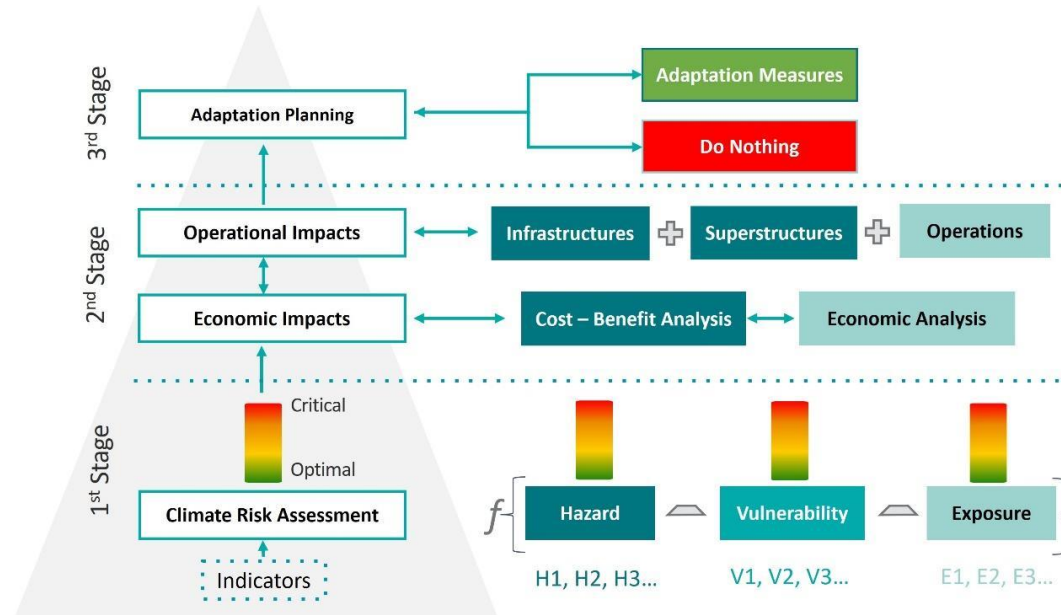 3rd Stage
Adaptation Planning
Adaptation Measures
Do Nothing
2nd Stage
Operational Impacts
Infrastructures
Superstructures
Operations
Economic Impacts
Cost – Benefit Analysis
Economic Analysis
1st Stage
Critical
Optimal
Climate Risk Assessment
f
Hazard
Vulnerability
Exposure
Indicators
H1, H2, H3...
V1, V2, V3...
E1, E2, E3...